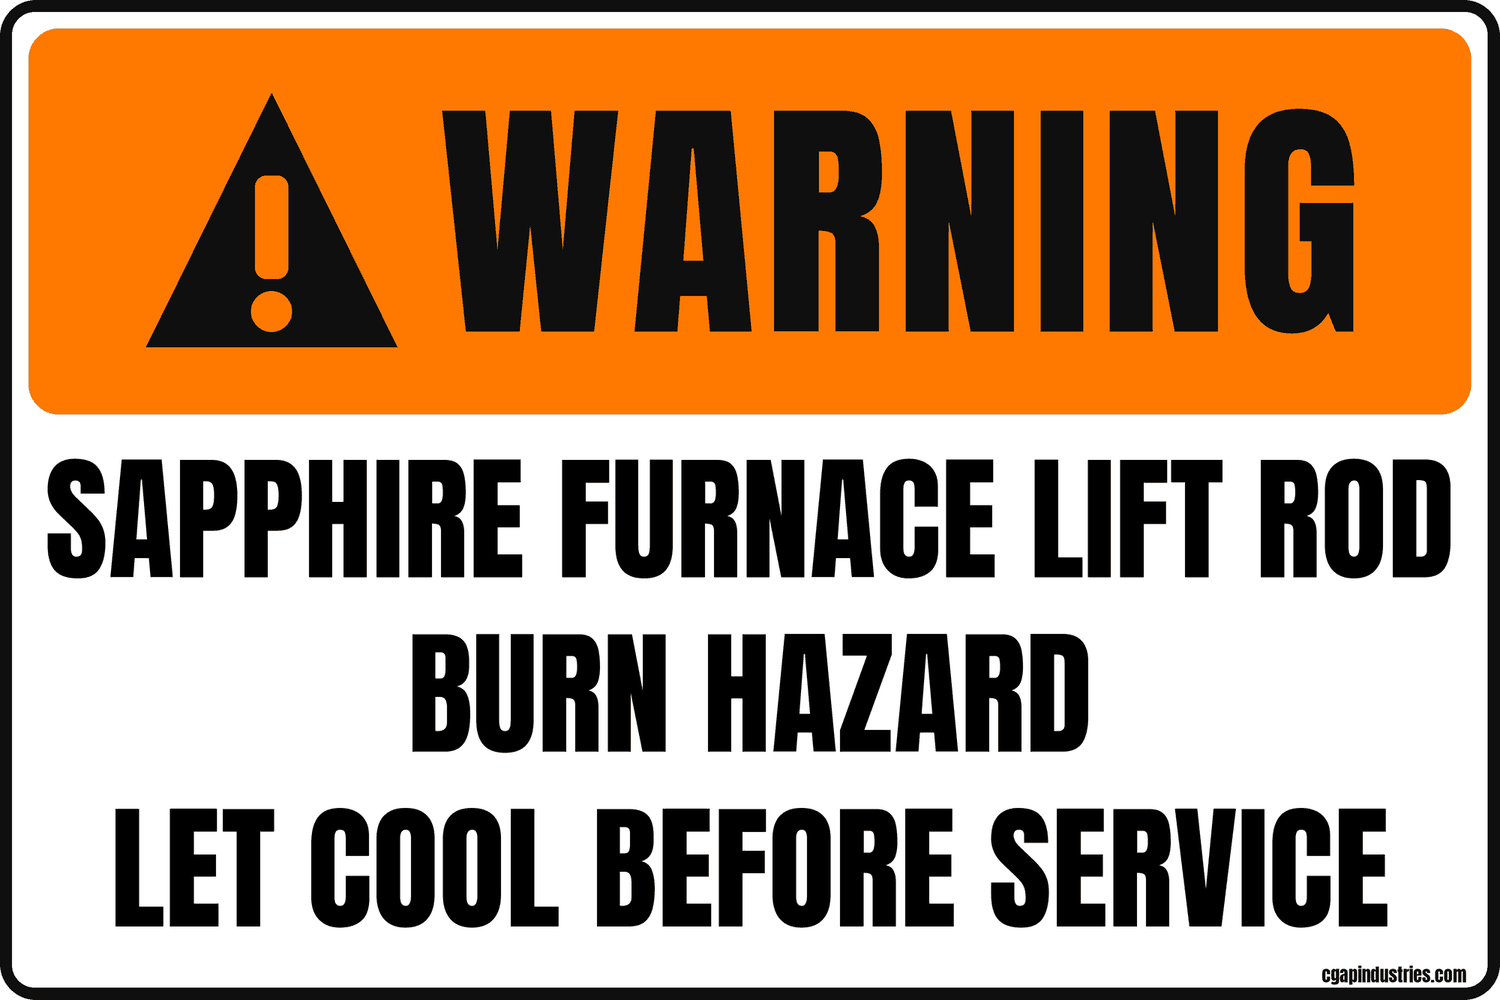 WARNING
SAPPHIRE FURNACE LIFT ROD
BURN HAZARD
LET COOL BEFORE SERVICE
cgapindustries.com